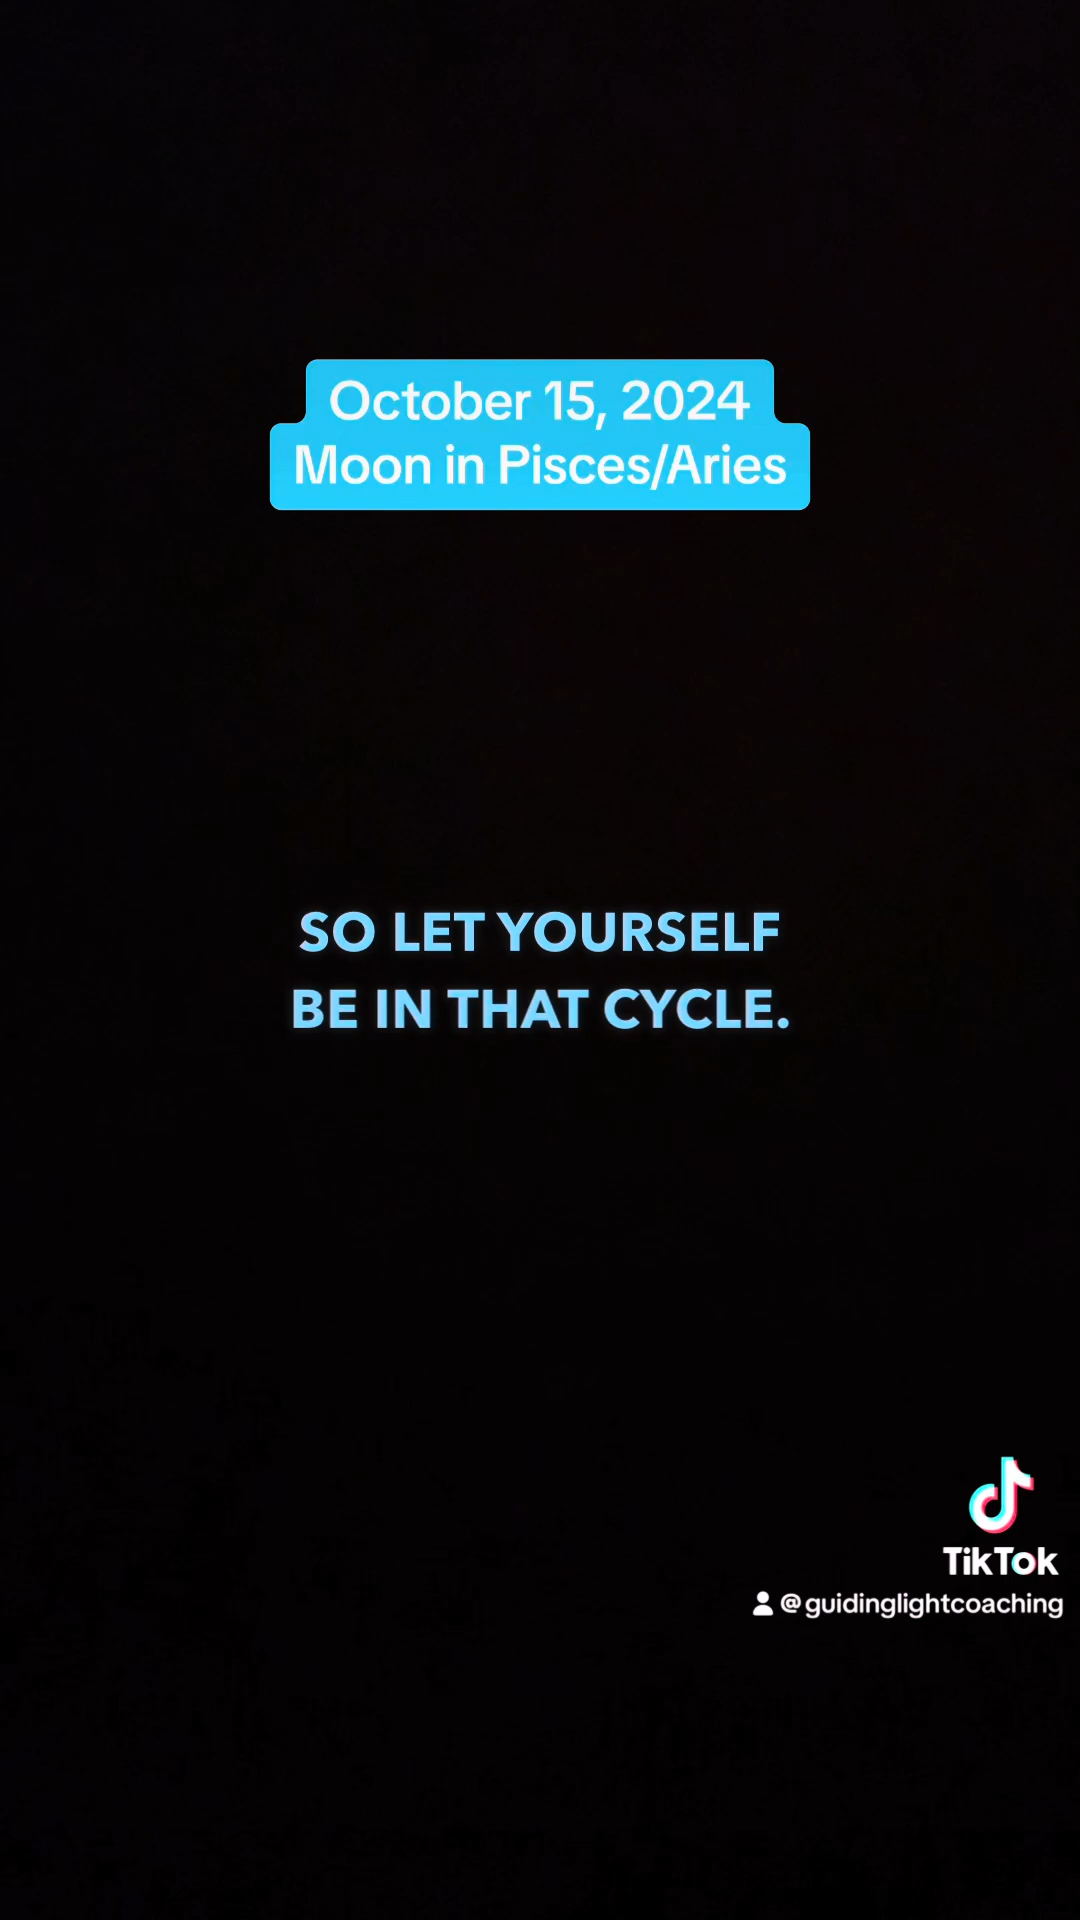 October 15, 2024
Moon in Pisces/Aries
SO LET YOURSELF
BE IN THAT CYCLE.
TikTok
@guidinglightcoaching